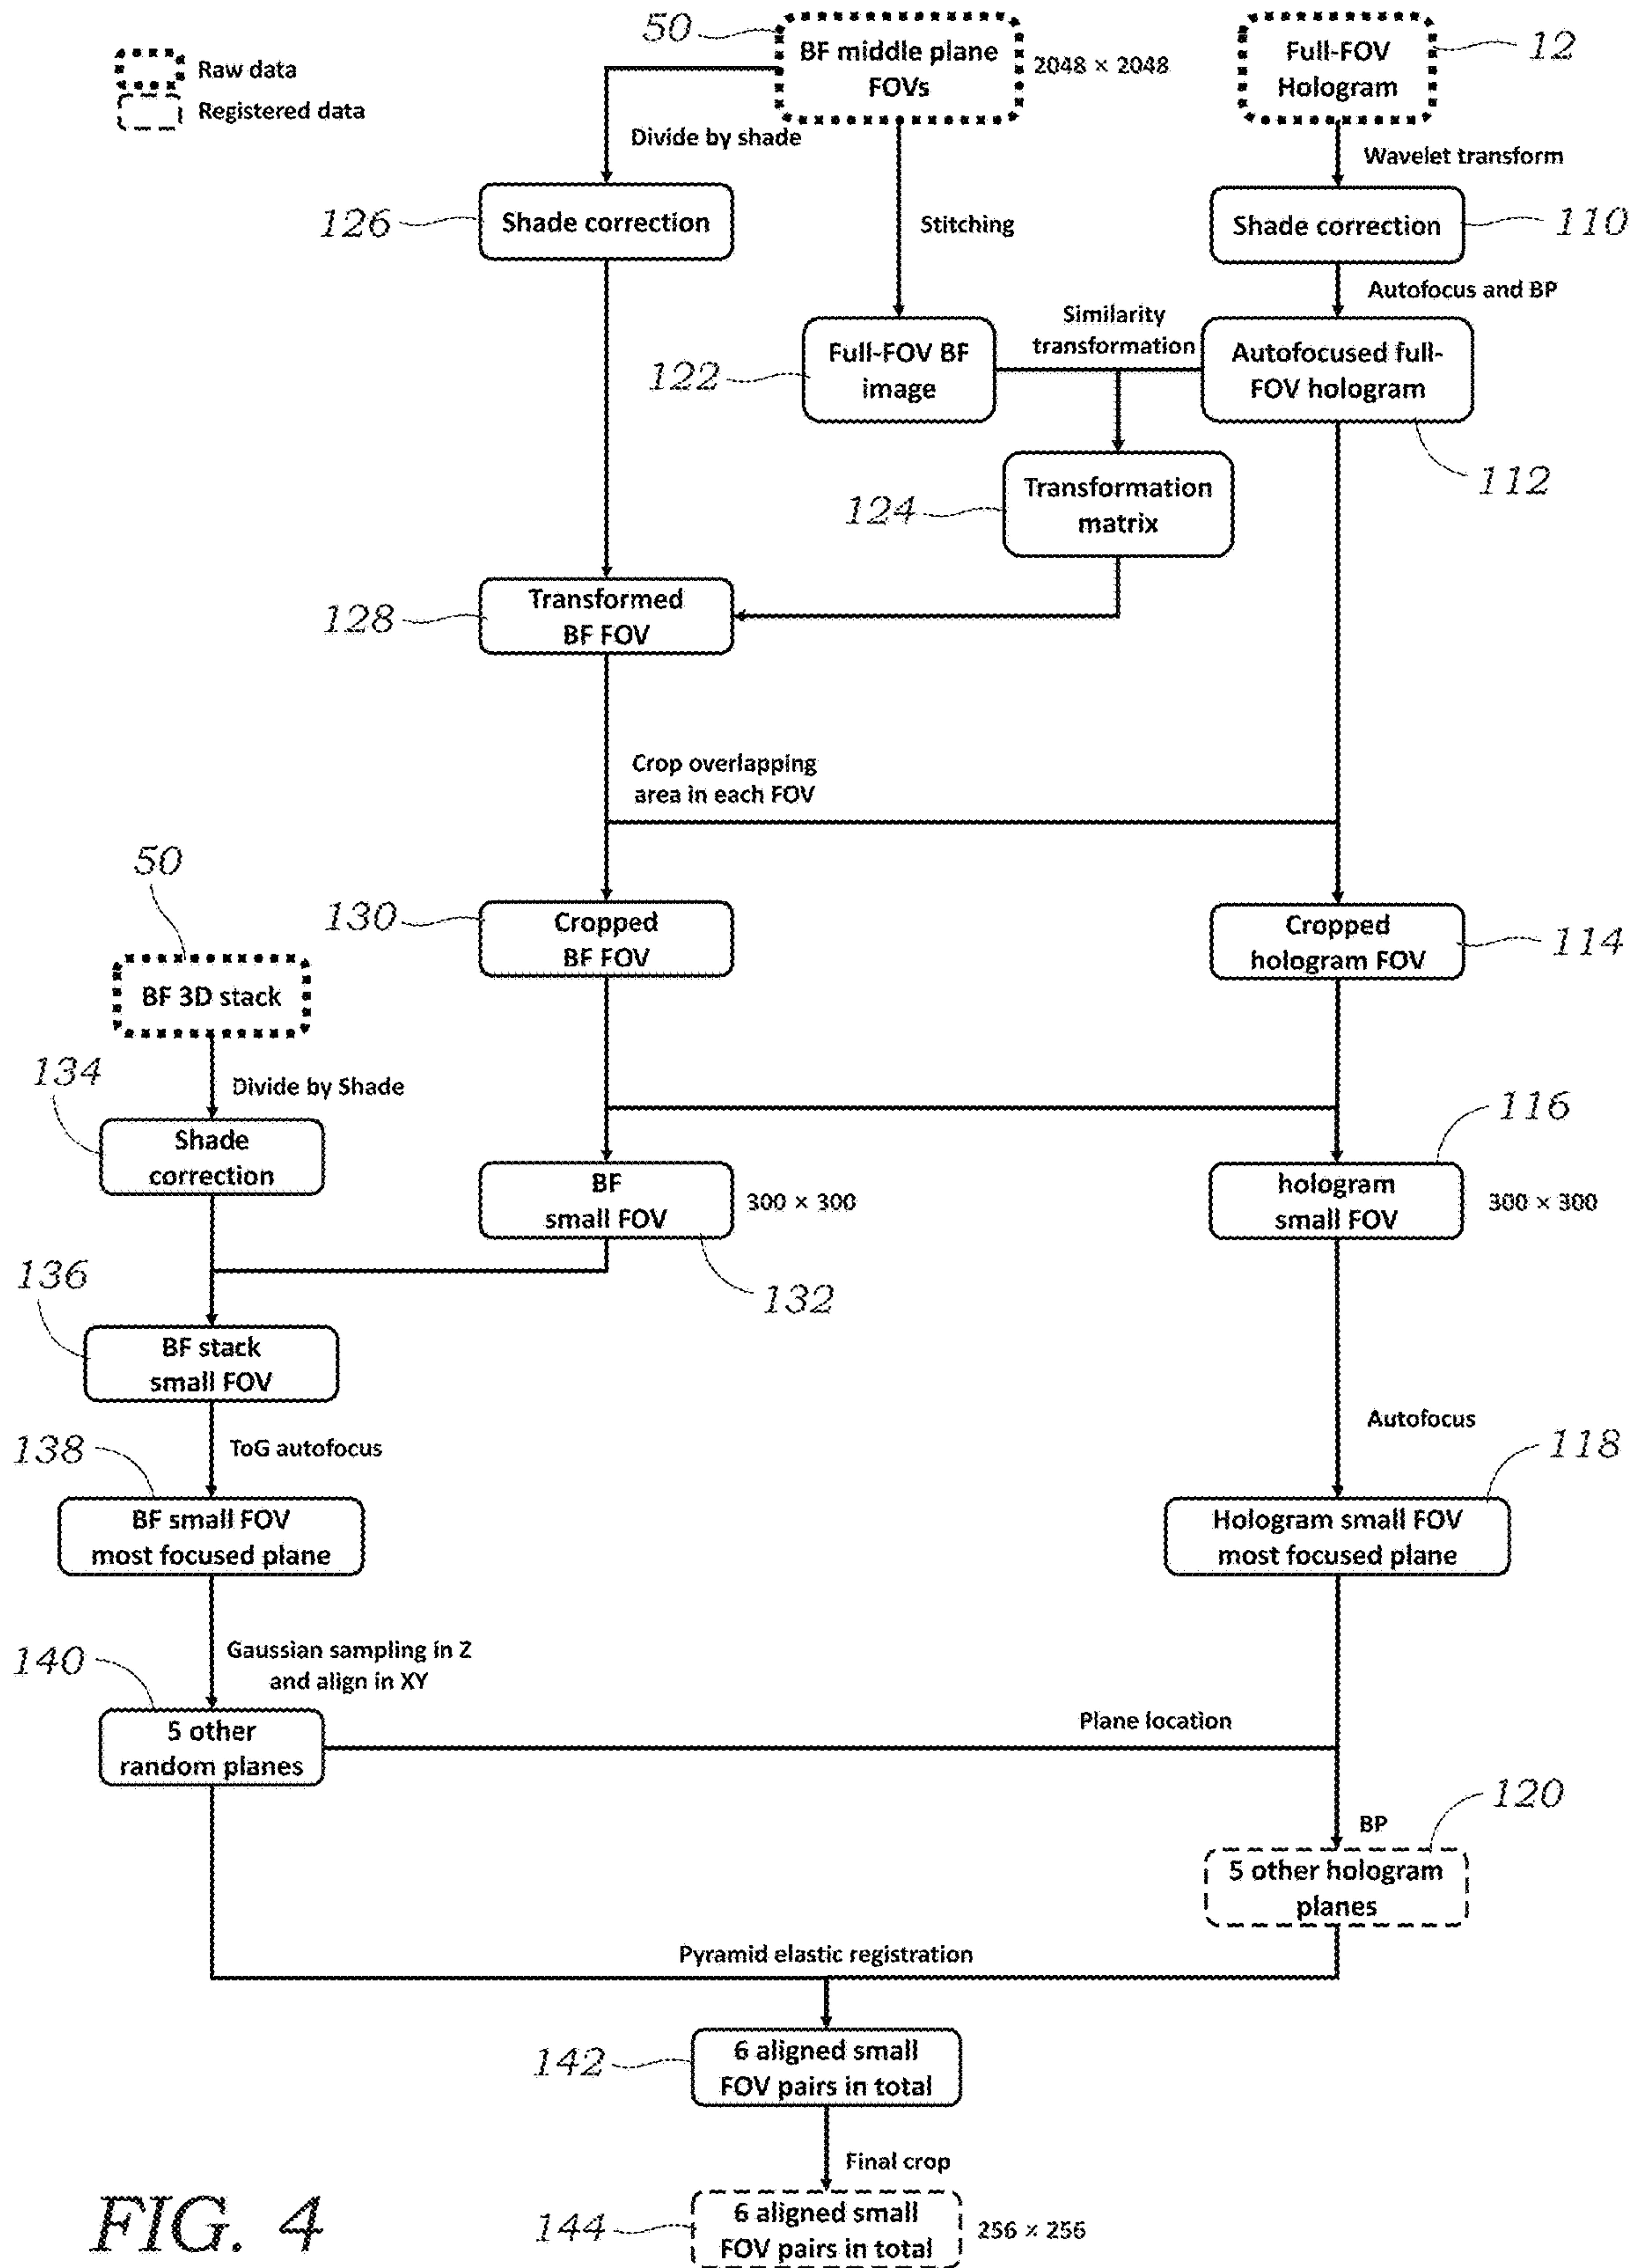 50
BF middle plane
FOVs
2048 × 2048
Full-FOV
Hologram
12
Raw data
Registered data
Divide by shade
Wavelet transform
126
Shade correction
Stitching
Shade correction
110
Autofocus and BP
Similarity
transformation
122
Full-FOV BF
image
Autofocused full-
FOV hologram
112
124
Transformation
matrix
128
Transformed
BF FOV
Crop overlapping
area in each FOV
50
130
Cropped
BF FOV
Cropped
hologram FOV
114
BF 3D stack
134
Divide by Shade
Shade
correction
116
BF
small FOV
300 × 300
hologram
small FOV
300 × 300
136
132
BF stack
small FOV
138
ToG autofocus
Autofocus
118
BF small FOV
most focused plane
Hologram small FOV
most focused plane
140
Gaussian sampling in Z
and align in XY
5 other
random planes
Plane location
120
BP
5 other hologram
planes
Pyramid elastic registration
142
6 aligned small
FOV pairs in total
Final crop
FIG. 4
144
6 aligned small
FOV pairs in total
256 × 256